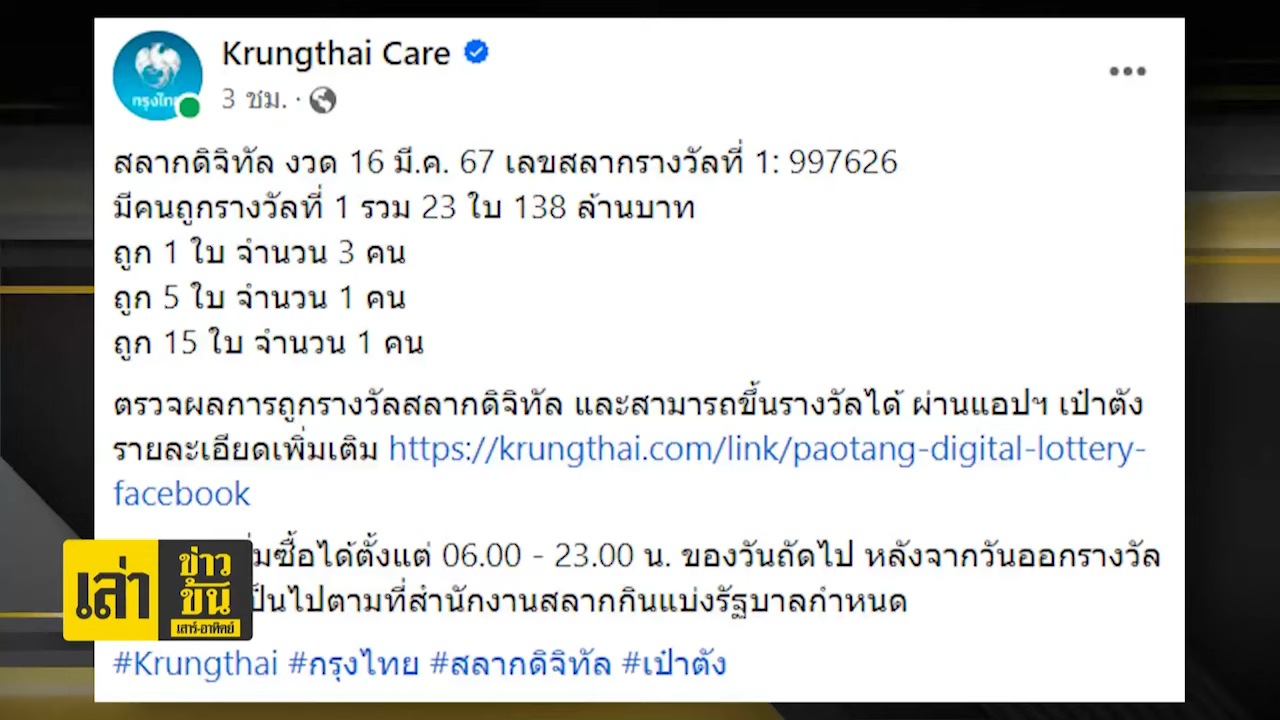 Krungthai Care
กรุงไทย
3 ชม. ·
สลากดิจิทัล งวด 16 มี.ค. 67 เลขสลากรางวัลที่ 1: 997626
มีคนถูกรางวัลที่ 1 รวม 23 ใบ 138 ล้านบาท
ถูก 1 ใบ จำนวน 3 คน
ถูก 5 ใบ จำนวน 1 คน
ถูก 15 ใบ จำนวน 1 คน
ตรวจผลการถูกรางวัลสลากดิจิทัล และสามารถขึ้นรางวัลได้ ผ่านแอปฯ เป๋าตัง
รายละเอียดเพิ่มเติม https://krungthai.com/link/paotang-digital-lottery-
facebook
ซื้อได้ตั้งแต่ 06.00 - 23.00 น. ของวันถัดไป หลังจากวันออกรางวัล
เป็นไปตามที่สำนักงานสลากกินแบ่งรัฐบาลกำหนด
#Krungthai #กรุงไทย #สลากดิจิทัล #เป๋าตัง
เล่า
ข่าว
ข้น
เสาร์-อาทิตย์